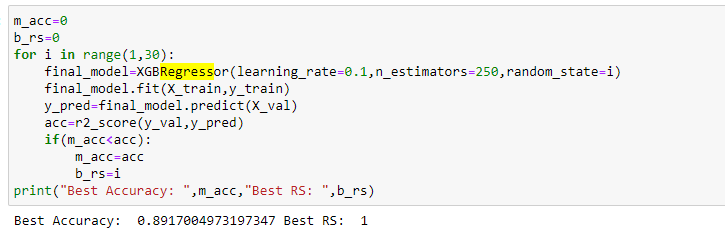 m_acc=0
b_rs=0
for i in range(1,30):
    final_model=XGBRegressor(learning_rate=0.1,n_estimators=250,random_state=i)
    final_model.fit(X_train,y_train)
    y_pred=final_model.predict(X_val)
    acc=r2_score(y_val,y_pred)
    if(m_acc<acc):
        m_acc=acc
        b_rs=i
print("Best Accuracy: ",m_acc,"Best RS: ",b_rs)
Best Accuracy:  0.8917004973197347 Best RS:  1